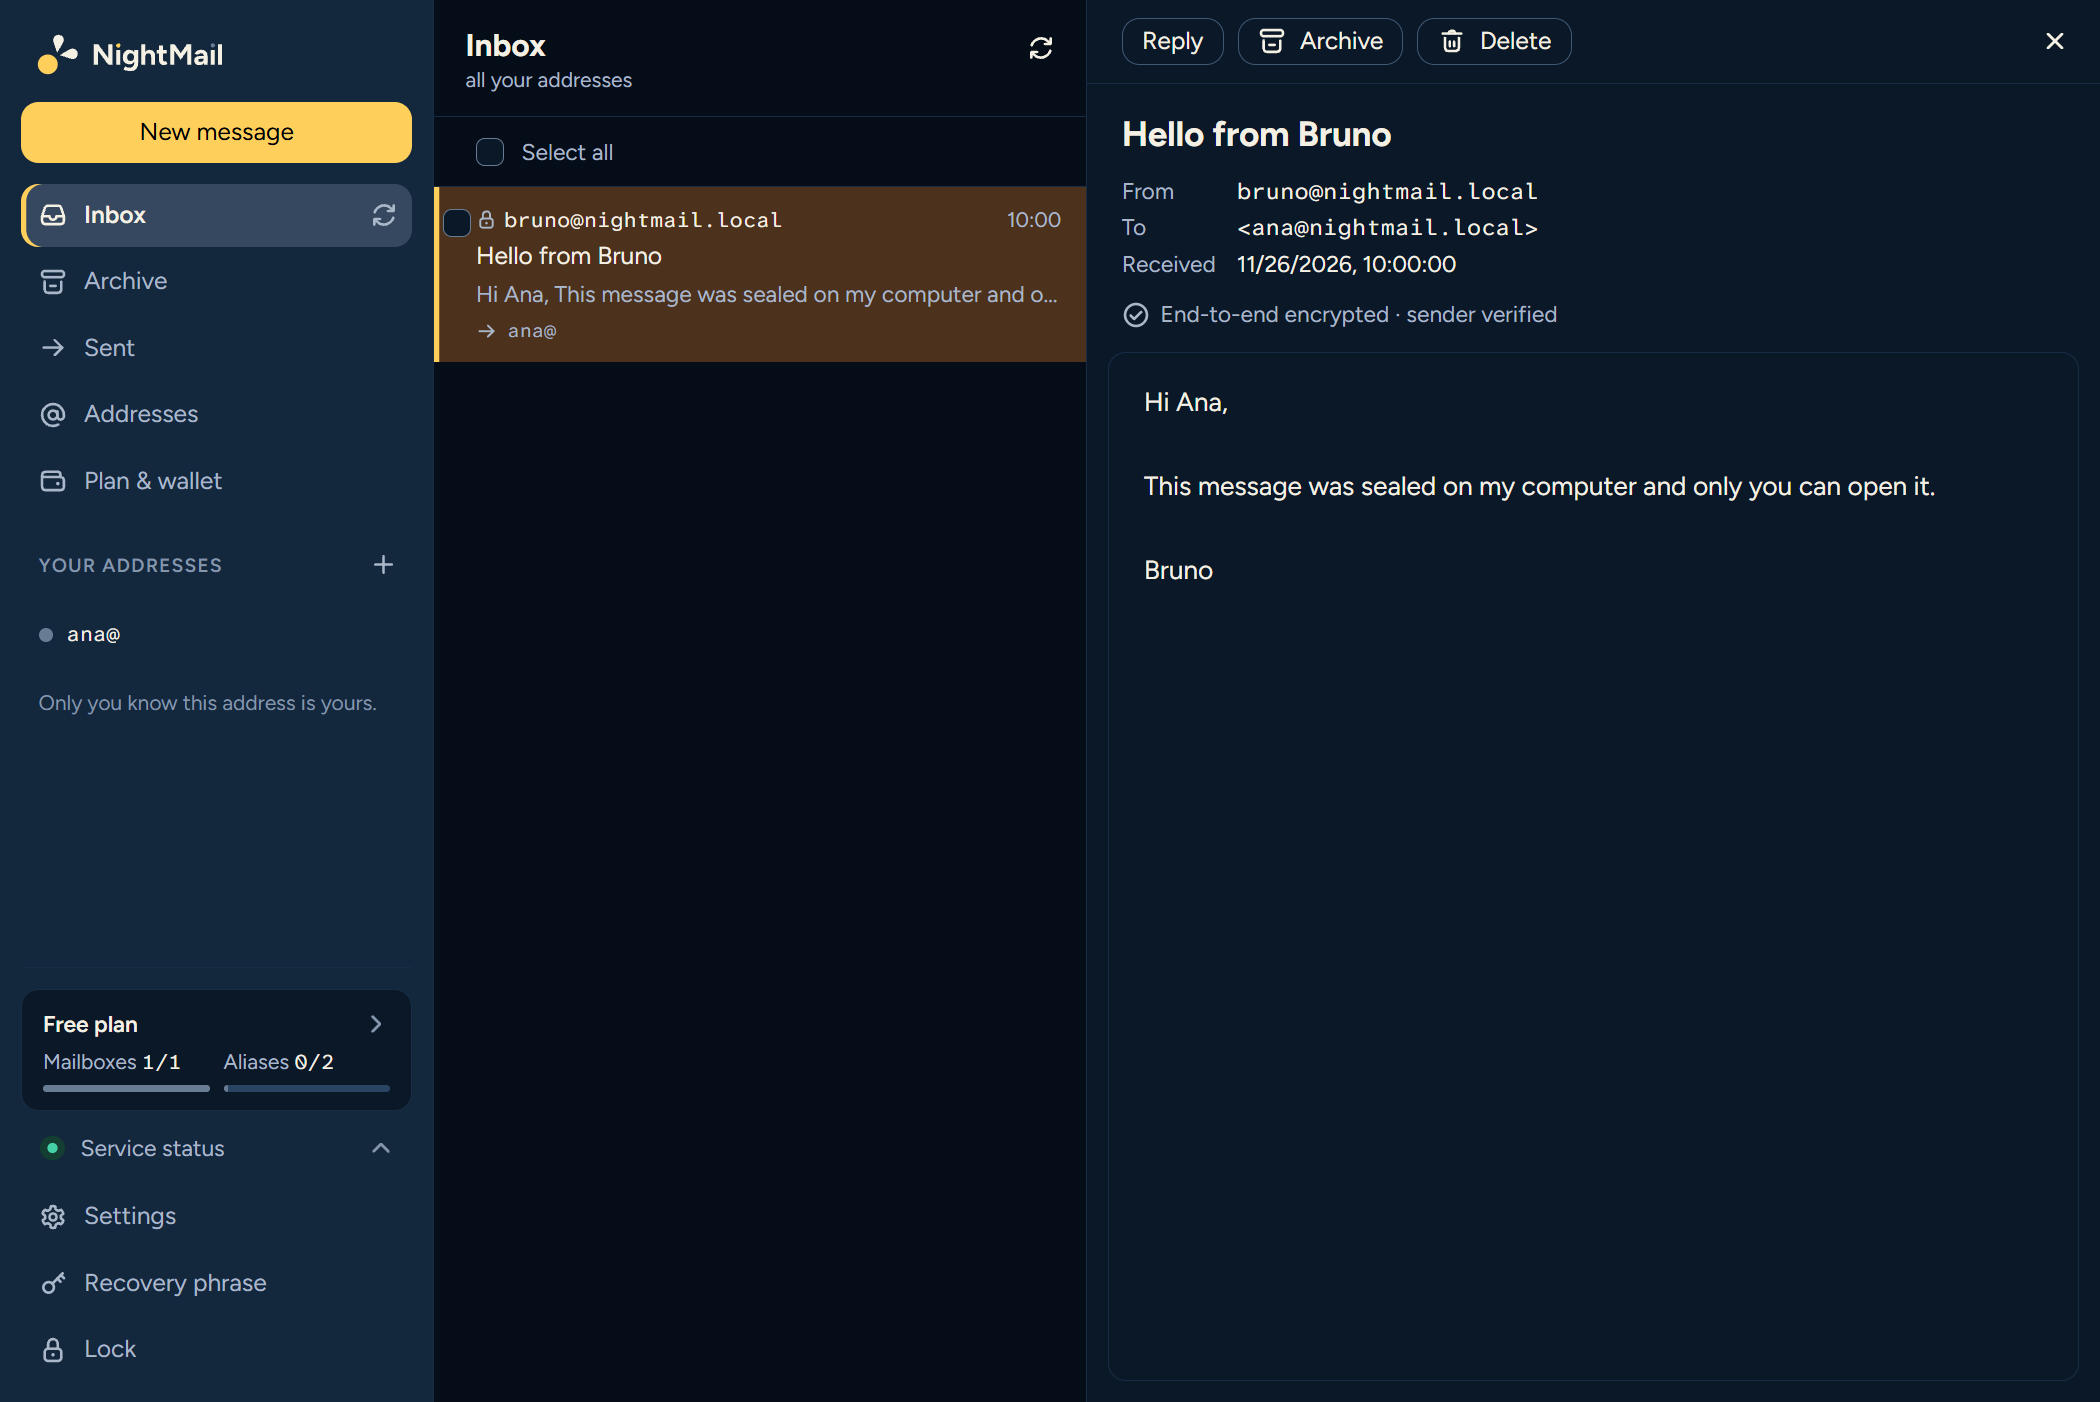 NightMail
New message
Inbox
Archive
Sent
Addresses
Plan & wallet
YOUR ADDRESSES
ana@
Only you know this address is yours.
Free plan
Mailboxes 1/1 Aliases 0/2
Service status
Settings
Recovery phrase
Lock
Inbox
all your addresses
Select all
bruno@nightmail.local 10:00
Hello from Bruno
Hi Ana, This message was sealed on my computer and o...
→ ana@
Reply Archive Delete
Hello from Bruno
From bruno@nightmail.local
To <ana@nightmail.local>
Received 11/26/2026, 10:00:00
End-to-end encrypted · sender verified
Hi Ana,
This message was sealed on my computer and only you can open it.
Bruno